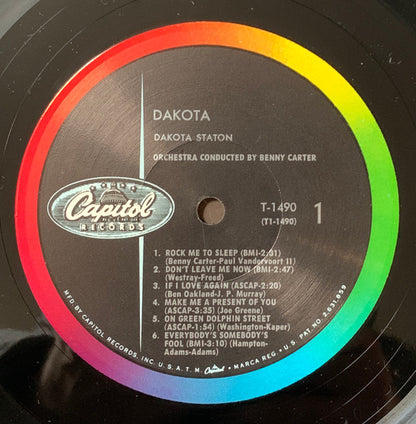 DAKOTA
DAKOTA STATON
ORCHESTRA CONDUCTED BY BENNY CARTER
T-1490
(T1-1490)
1
Capitol
RECORDS
1. ROCK ME TO SLEEP (BMI-2:31)
(Benny Carter-Paul Vandervoort II)
2. DON'T LEAVE ME NOW (BMI-2:47)
(Westray-Freed)
3. IF I LOVE AGAIN (ASCAP-2:20)
(Ben Oakland-J. P. Murray)
4. MAKE ME A PRESENT OF YOU
(ASCAP-3:35) (Joe Greene)
5. ON GREEN DOLPHIN STREET
(ASCAP-1:54) (Washington-Kaper)
6. EVERYBODY'S SOMEBODY'S
FOOL (BMI-3:10) (Hampton-
Adams-Adams)
MFD. BY CAPITOL RECORDS, INC. U.S.A. T.M. Capitol MARCA REG. • U.S. PAT. NO. 2,631,859